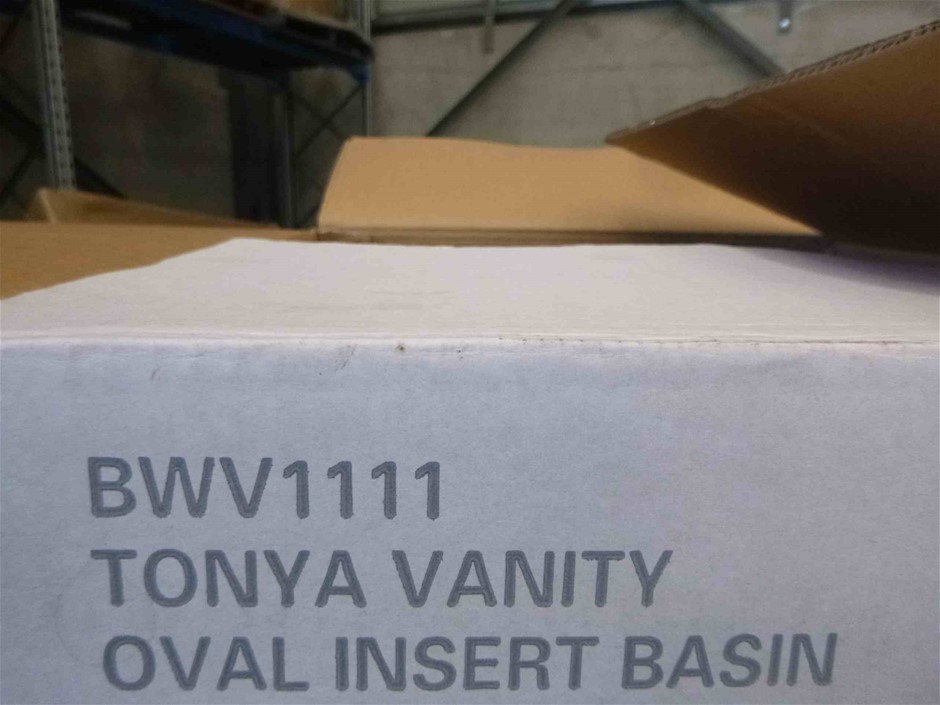 BWV1111
TONYA VANITY
OVAL INSERT BASIN